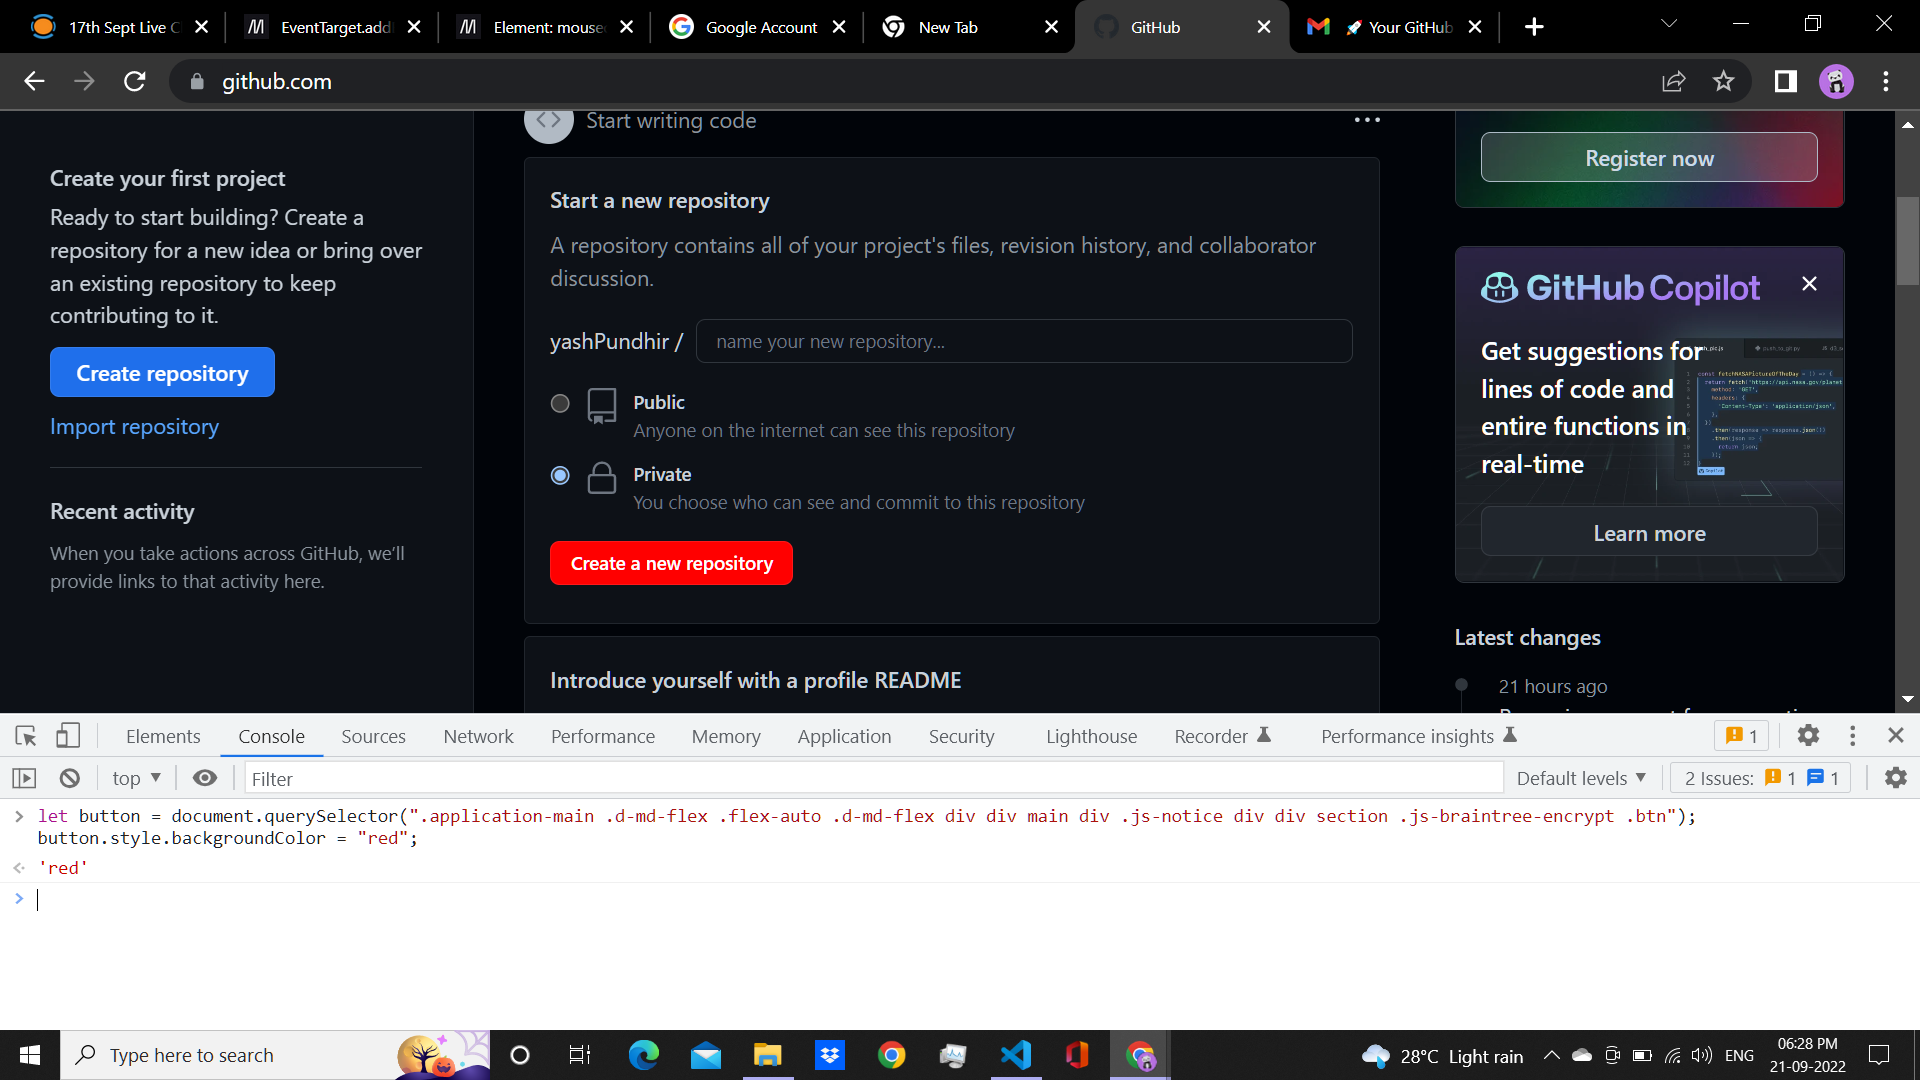 17th Sept Live C
EventTarget.add
Element: mouse
Google Account
New Tab
GitHub
🚀 Your GitHub
github.com
Start writing code
Create your first project
Ready to start building? Create a
repository for a new idea or bring over
an existing repository to keep
contributing to it.
Create repository
Import repository
Recent activity
When you take actions across GitHub, we'll
provide links to that activity here.
Start a new repository
A repository contains all of your project's files, revision history, and collaborator
discussion.
yashPundhir / name your new repository...
Public
Anyone on the internet can see this repository
Private
You choose who can see and commit to this repository
Create a new repository
Introduce yourself with a profile README
Register now
GitHub Copilot
Get suggestions for
lines of code and
entire functions in
real-time
Learn more
Latest changes
21 hours ago
Elements Console Sources Network Performance Memory Application Security Lighthouse Recorder Performance insights 1
top Filter Default levels 2 Issues: 1 1
let button = document.querySelector(".application-main .d-md-flex .flex-auto .d-md-flex div div main div .js-notice div div section .js-braintree-encrypt .btn");
button.style.backgroundColor = "red";
'red'
Type here to search
28°C Light rain
ENG
06:28 PM
21-09-2022